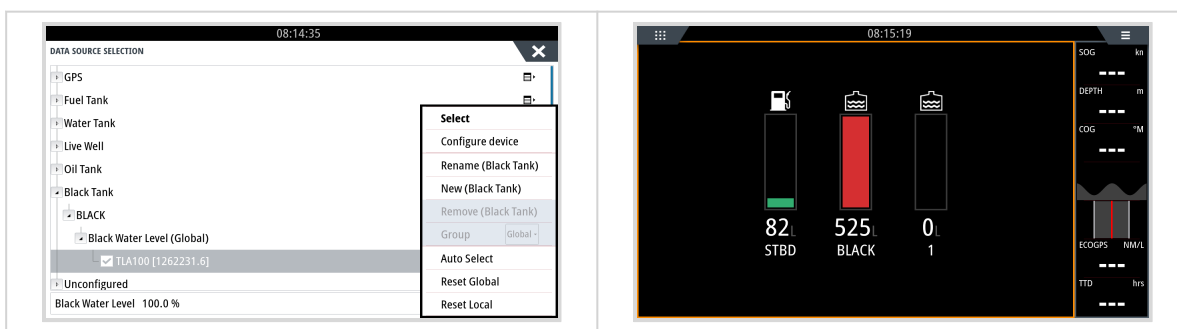 08:14:35
DATA SOURCE SELECTION
GPS
Fuel Tank
Water Tank
Live Well
Oil Tank
Black Tank
BLACK
Black Water Level (Global)
TLA100 [1262231.6]
Unconfigured
Black Water Level 100.0 %
Select
Configure device
Rename (Black Tank)
New (Black Tank)
Remove (Black Tank)
Group Global
Auto Select
Reset Global
Reset Local
08:15:19
82L 525L 0L
STBD BLACK 1
SOG kn
---
DEPTH m
---
COG °M
---
ECOGPS NM/L
---
TTD hrs
---